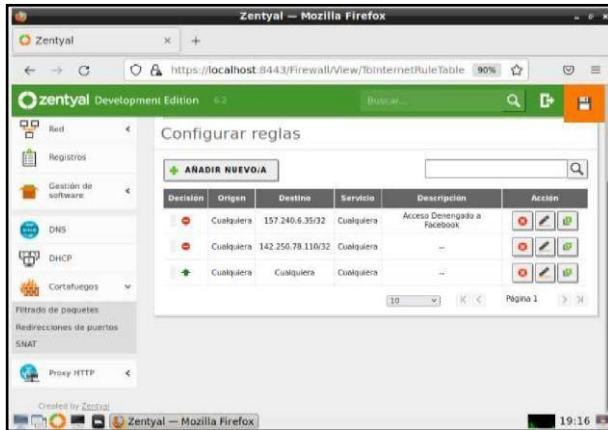 Zentyal — Mozilla Firefox
Zentyal
https://localhost:8443/Firewall/View/ToInternetRuleTable 90%
zentyal Development Edition 6.2 Buscar...
Red
Registros
Gestión de software
DNS
DHCP
Cortafuegos
Filtrado de paquetes
Redirecciones de puertos
SNAT
Proxy HTTP
Created by Zentyal
Configurar reglas
AÑADIR NUEVO/A
Decisión Origen Destino Servicio Descripción Acción
Cualquiera 157.240.6.35/32 Cualquiera Acceso Denengado a Facebook
Cualquiera 142.250.78.110/32 Cualquiera --
Cualquiera Cualquiera Cualquiera --
10 Página 1
Zentyal — Mozilla Firefox 19:16